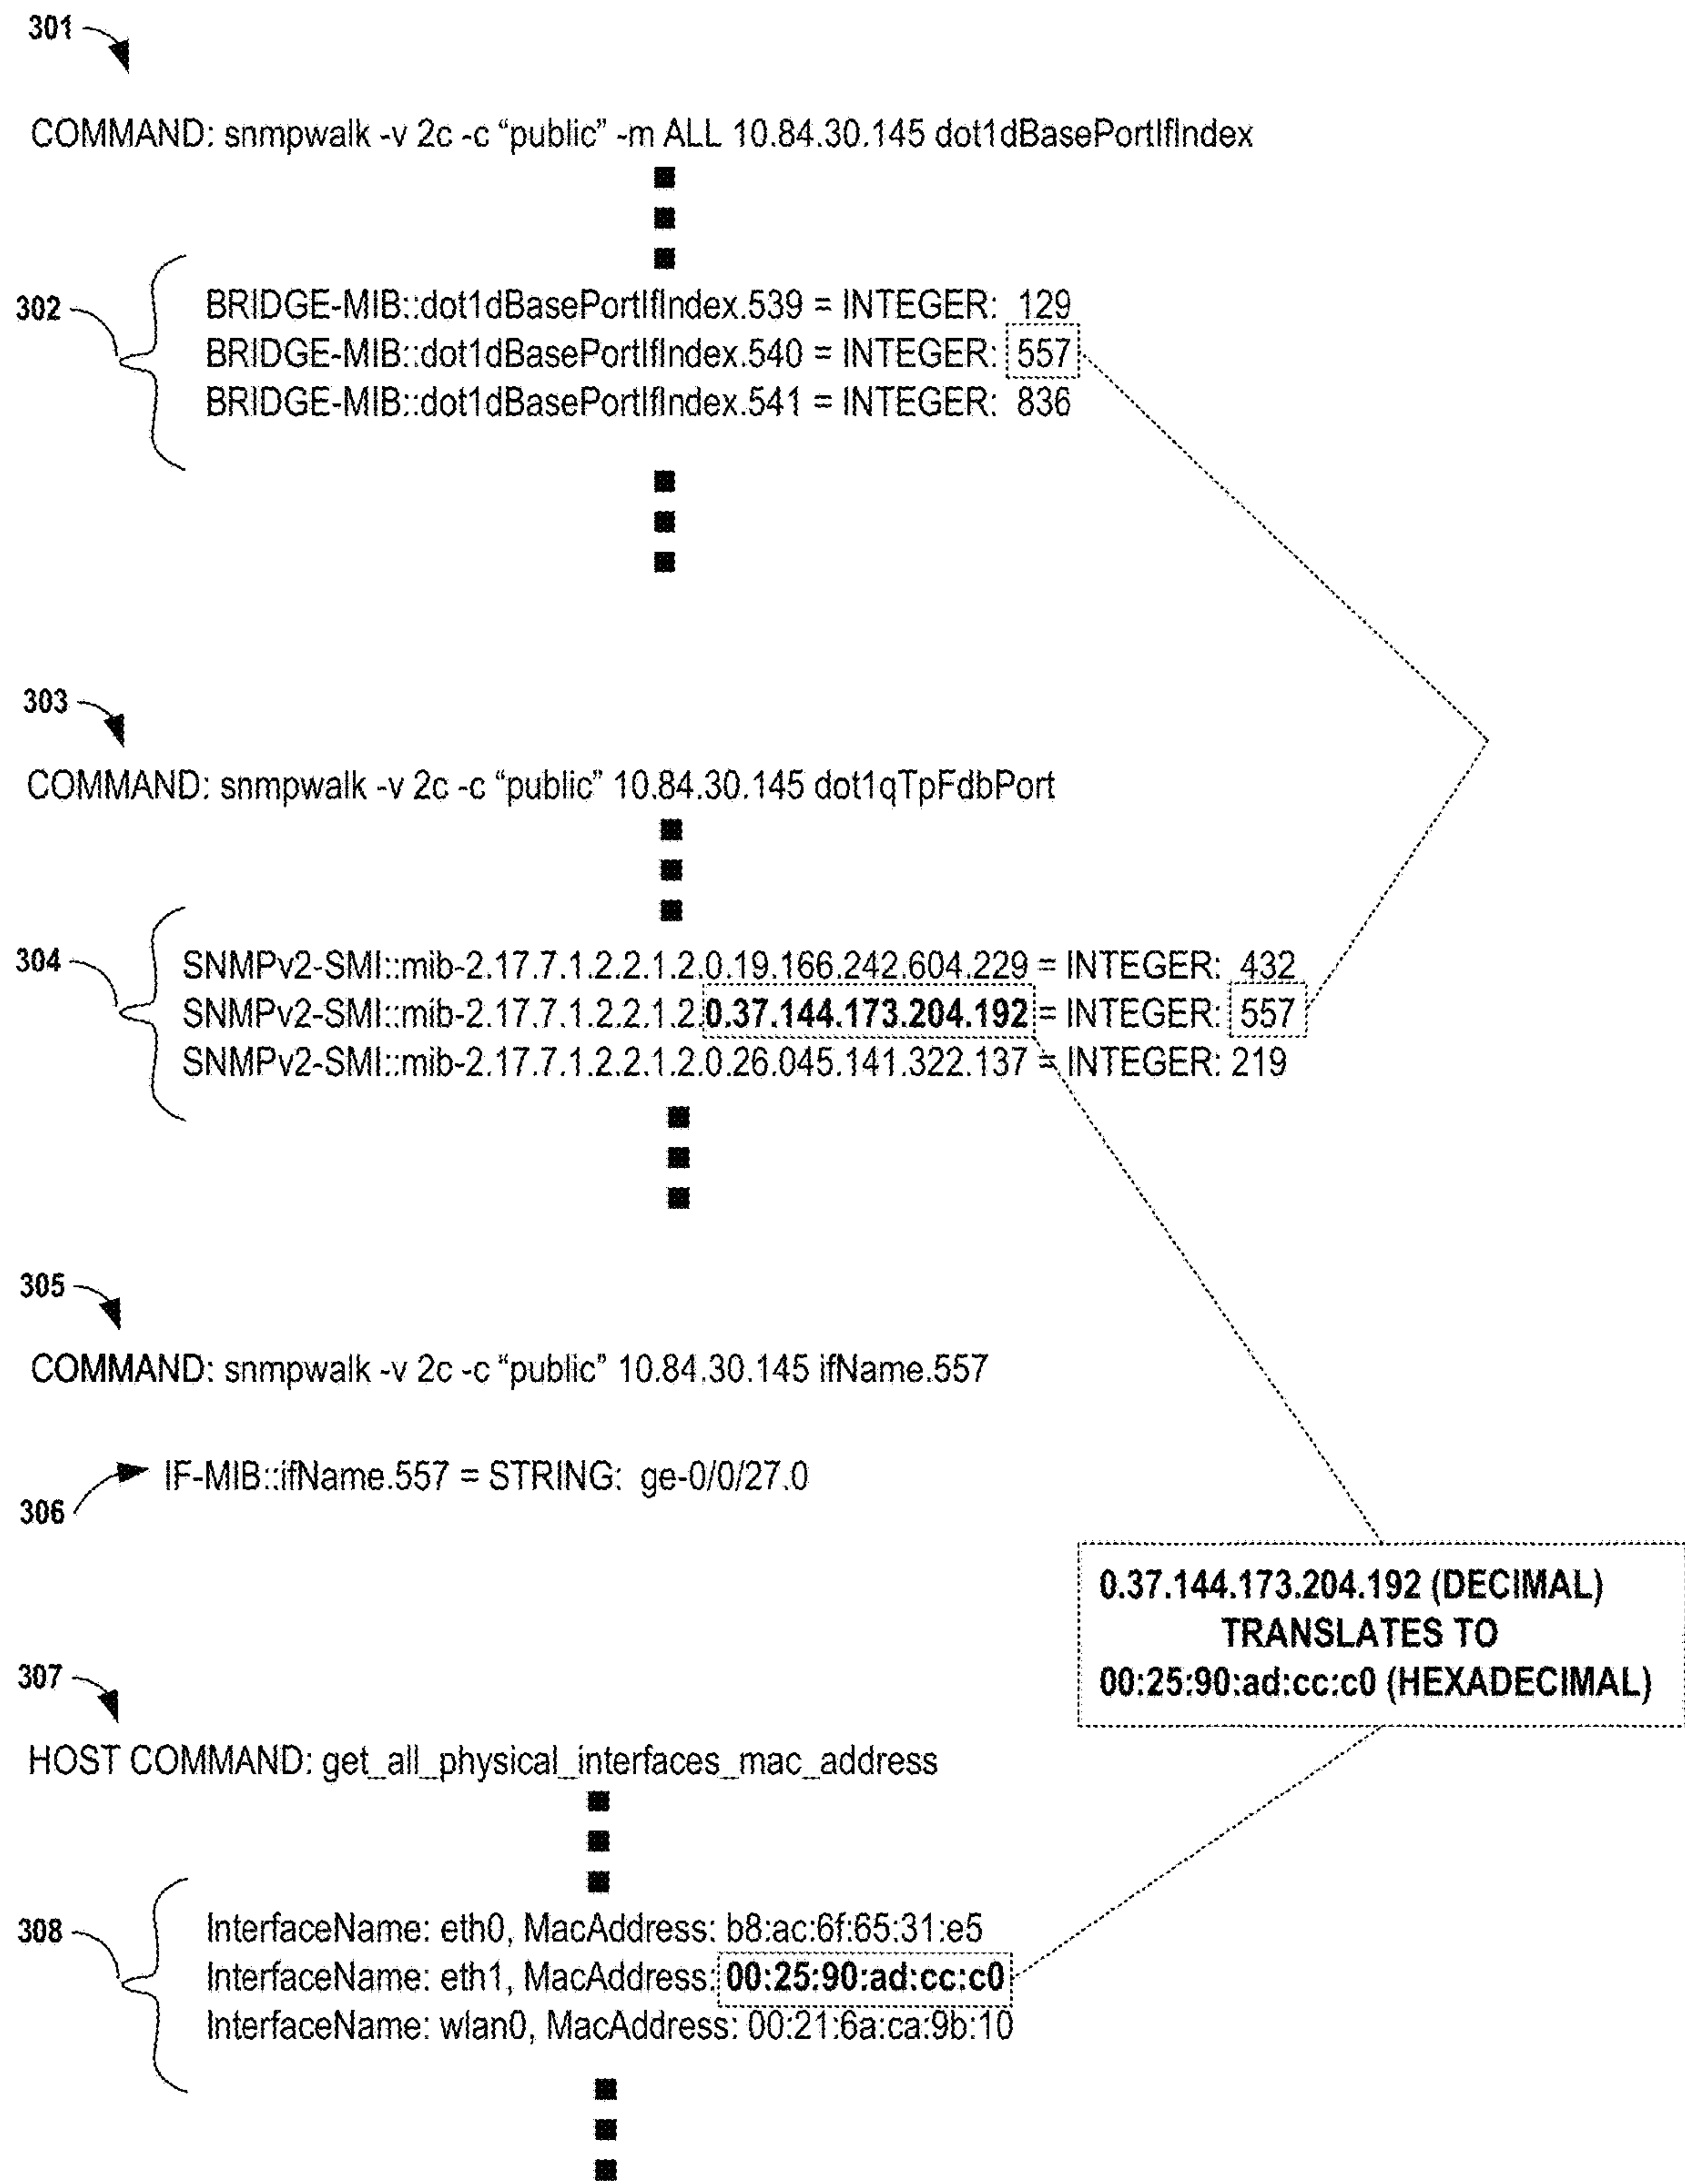 301
COMMAND: snmpwalk -v 2c -c “public” -m ALL 10.84.30.145 dot1dBasePortIfIndex
302
BRIDGE-MIB::dot1dBasePortIfIndex.539 = INTEGER: 129
BRIDGE-MIB::dot1dBasePortIfIndex.540 = INTEGER: 557
BRIDGE-MIB::dot1dBasePortIfIndex.541 = INTEGER: 836
303
COMMAND: snmpwalk -v 2c -c “public” 10.84.30.145 dot1qTpFdbPort
304
SNMPv2-SMI::mib-2.17.7.1.2.2.1.2.0.19.166.242.604.229 = INTEGER: 432
SNMPv2-SMI::mib-2.17.7.1.2.2.1.2.0.37.144.173.204.192 = INTEGER: 557
SNMPv2-SMI::mib-2.17.7.1.2.2.1.2.0.26.045.141.322.137 = INTEGER: 219
305
COMMAND: snmpwalk -v 2c -c “public” 10.84.30.145 ifName.557
IF-MIB::ifName.557 = STRING: ge-0/0/27.0
306
0.37.144.173.204.192 (DECIMAL)
TRANSLATES TO
00:25:90:ad:cc:c0 (HEXADECIMAL)
307
HOST COMMAND: get_all_physical_interfaces_mac_address
308
InterfaceName: eth0, MacAddress: b8:ac:6f:65:31:e5
InterfaceName: eth1, MacAddress: 00:25:90:ad:cc:c0
InterfaceName: wlan0, MacAddress: 00:21:6a:ca:9b:10